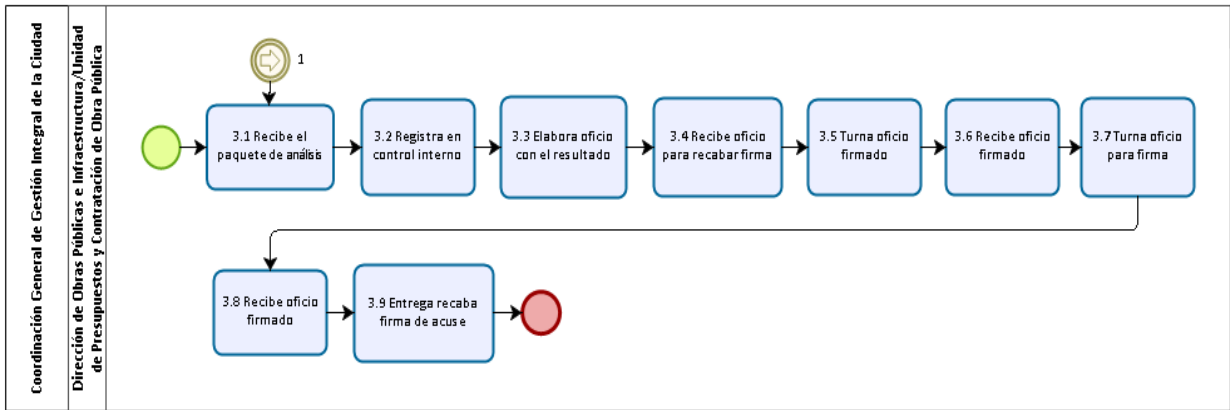 Coordinación General de Gestión Integral de la Ciudad
Dirección de Obras Públicas e Infraestructura/Unidad
de Presupuestos y Contratación de Obra Pública
1
3.1 Recibe el
paquete de análisis
3.2 Registra en
control interno
3.3 Elabora oficio
con el resultado
3.4 Recibe oficio
para recabar firma
3.5 Turna oficio
firmado
3.6 Recibe oficio
firmado
3.7 Turna oficio
para firma
3.8 Recibe oficio
firmado
3.9 Entrega recaba
firma de acuse